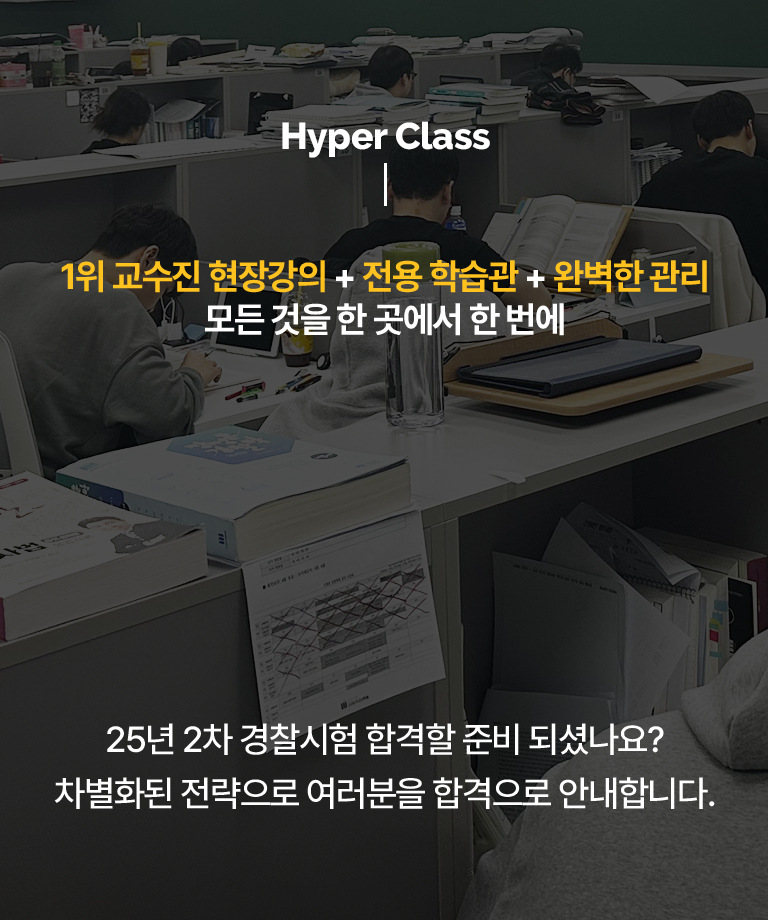 Hyper Class
1위 교수진 현장강의 + 전용 학습관 + 완벽한 관리
모든 것을 한 곳에서 한 번에
25년 2차 경찰시험 합격할 준비 되셨나요?
차별화된 전략으로 여러분을 합격으로 안내합니다.